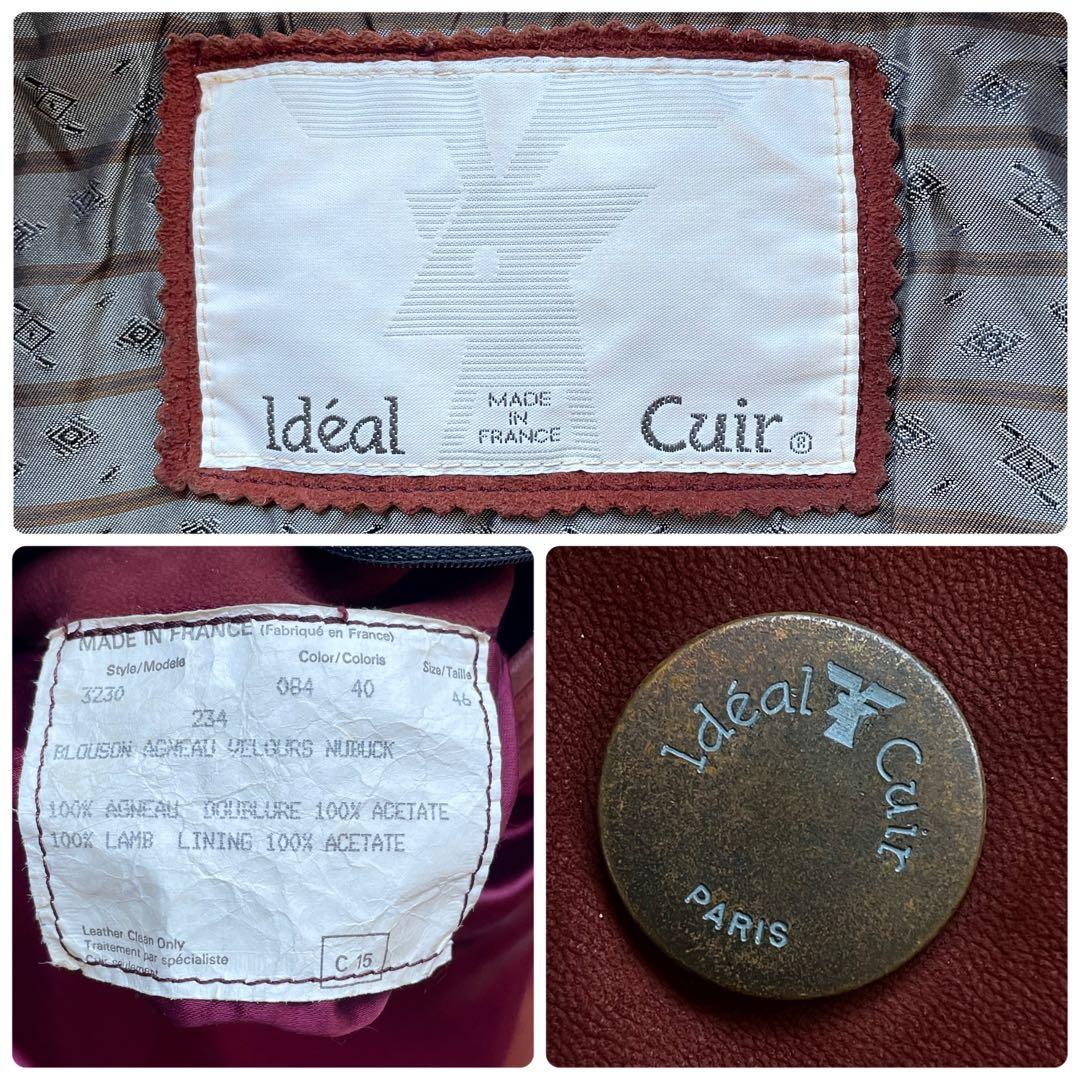 Idéal
MADE
IN
FRANCE
Cuir ®
MADE IN FRANCE (Fabriqué en France)
Style/Modele Color/Coloris Size/Taille
3230 084 40 46
234
BLOUSON AGNEAU VELOURS NUBUCK
100% AGNEAU DOUBLURE 100% ACETATE
100% LAMB LINING 100% ACETATE
Leather Clean Only
Traitement par spécialiste
Cuir seulement
C 15
Idéal Cuir
PARIS